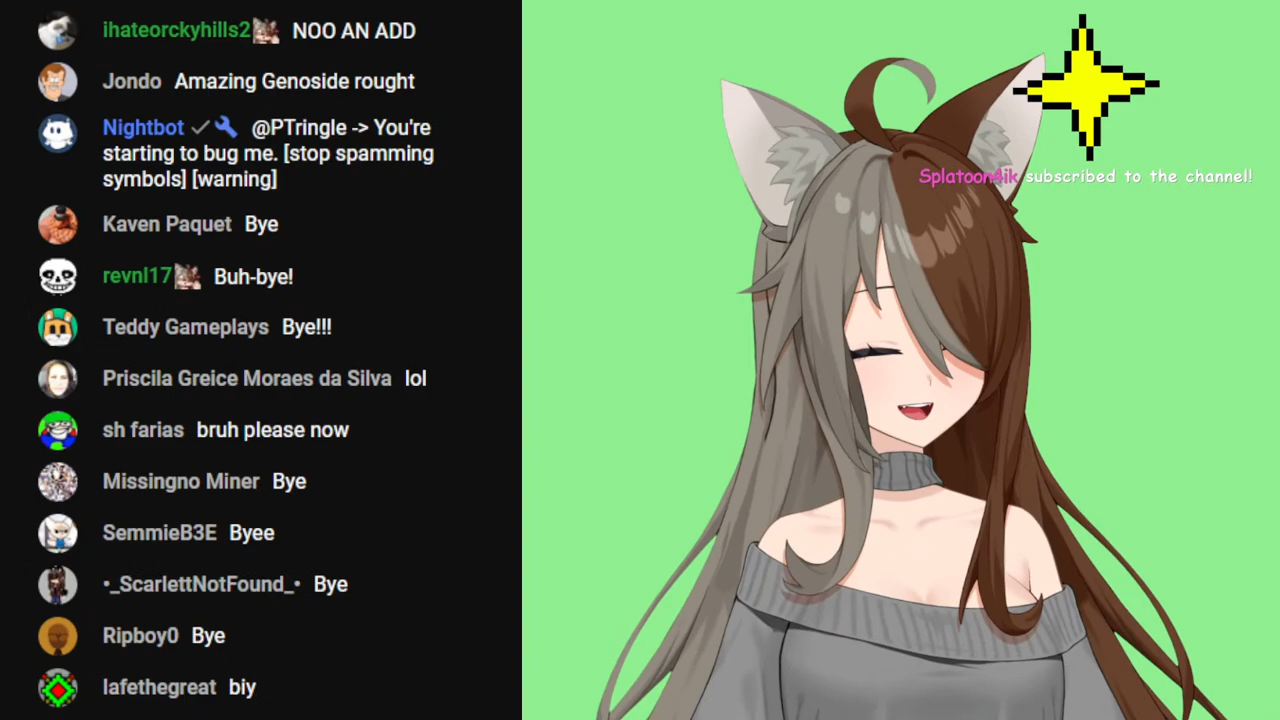 ihateorckyhills2 NOO AN ADD
Jondo Amazing Genoside rought
Nightbot @PTringle -> You're
starting to bug me. [stop spamming
symbols] [warning]
Kaven Paquet Bye
revnl17 Buh-bye!
Teddy Gameplays Bye!!!
Priscila Greice Moraes da Silva lol
sh farias bruh please now
Missingno Miner Bye
SemmieB3E Byee
•_ScarlettNotFound_• Bye
Ripboy0 Bye
lafethegreat biy
Splatoon4ik subscribed to the channel!